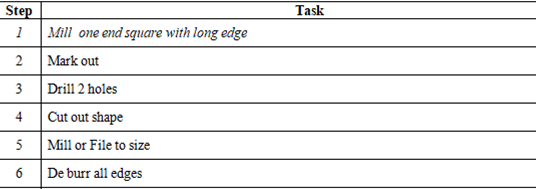 Step Task
1 Mill one end square with long edge
2 Mark out
3 Drill 2 holes
4 Cut out shape
5 Mill or File to size
6 De burr all edges